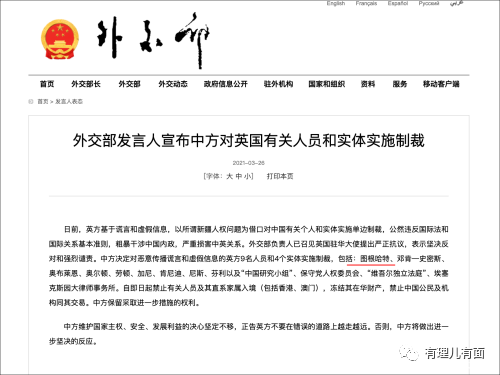 English Français Español Русский عربي
外交部
首页 外交部长 外交部 外交动态 政府信息公开 驻外机构 国家和组织 资料 服务 移动客户端
首页 > 发言人表态
外交部发言人宣布中方对英国有关人员和实体实施制裁
2021-03-26
[字体：大 中 小] 打印本页
日前，英方基于谎言和虚假信息，以所谓新疆人权问题为借口对中国有关个人和实体实施单边制裁，公然违反国际法和
国际关系基本准则，粗暴干涉中国内政，严重损害中英关系。外交部负责人已召见英国驻华大使提出严正抗议，表示坚决反
对和强烈谴责。中方决定对恶意传播谎言和虚假信息的英方9名人员和4个实体实施制裁，包括：图根哈特、邓肯一史密斯、
奥布莱恩、奥尔顿、劳顿、加尼、肯尼迪、尼斯、芬利以及“中国研究小组”、保守党人权委员会、“维吾尔独立法庭”、埃塞
克斯园大律师事务所。自即日起禁止有关人员及其直系家属入境（包括香港、澳门），冻结其在华财产，禁止中国公民及机
构同其交易。中方保留采取进一步措施的权利。
中方维护国家主权、安全、发展利益的决心坚定不移，正告英方不要在错误的道路上越走越远。否则，中方将做出进一
步坚决的反应。
有理儿有面